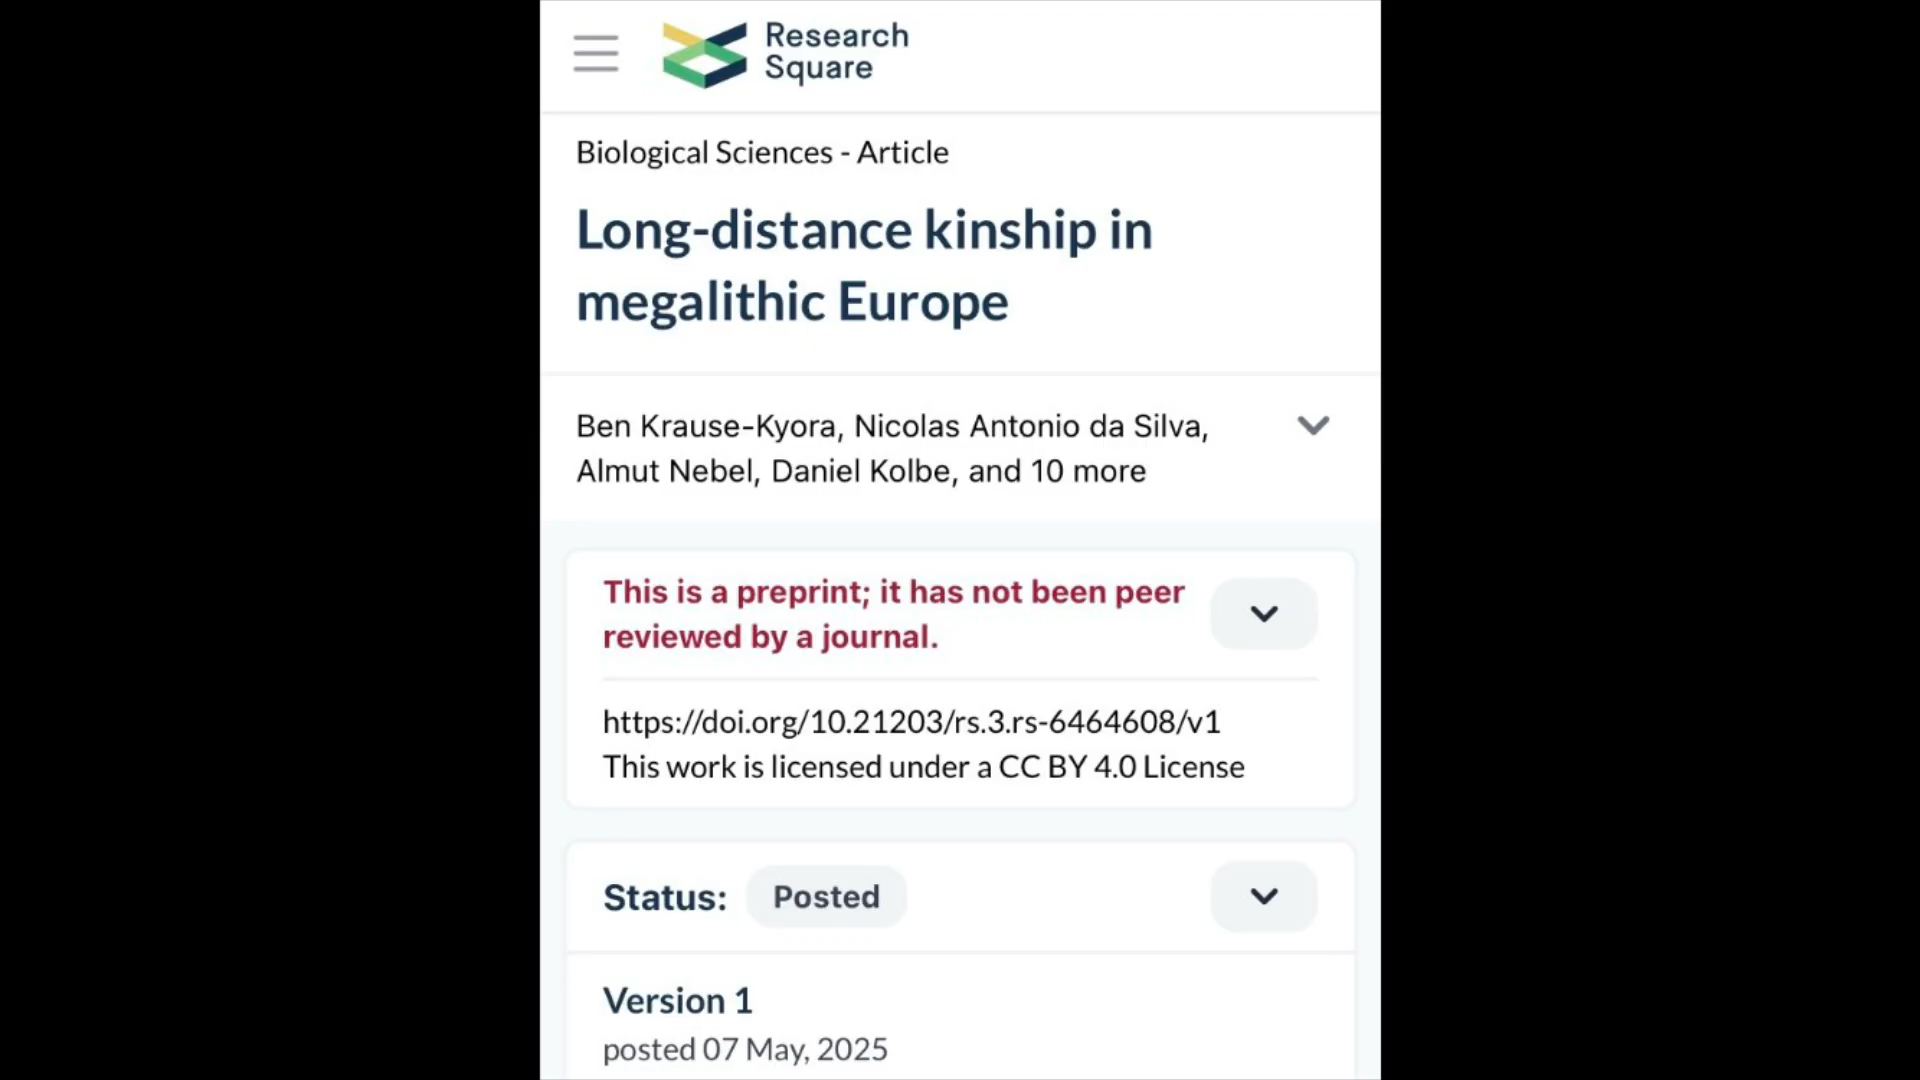 Research
Square
Biological Sciences - Article
Long-distance kinship in
megalithic Europe
Ben Krause-Kyora, Nicolas Antonio da Silva,
Almut Nebel, Daniel Kolbe, and 10 more
This is a preprint; it has not been peer
reviewed by a journal.
https://doi.org/10.21203/rs.3.rs-6464608/v1
This work is licensed under a CC BY 4.0 License
Status: Posted
Version 1
posted 07 May, 2025